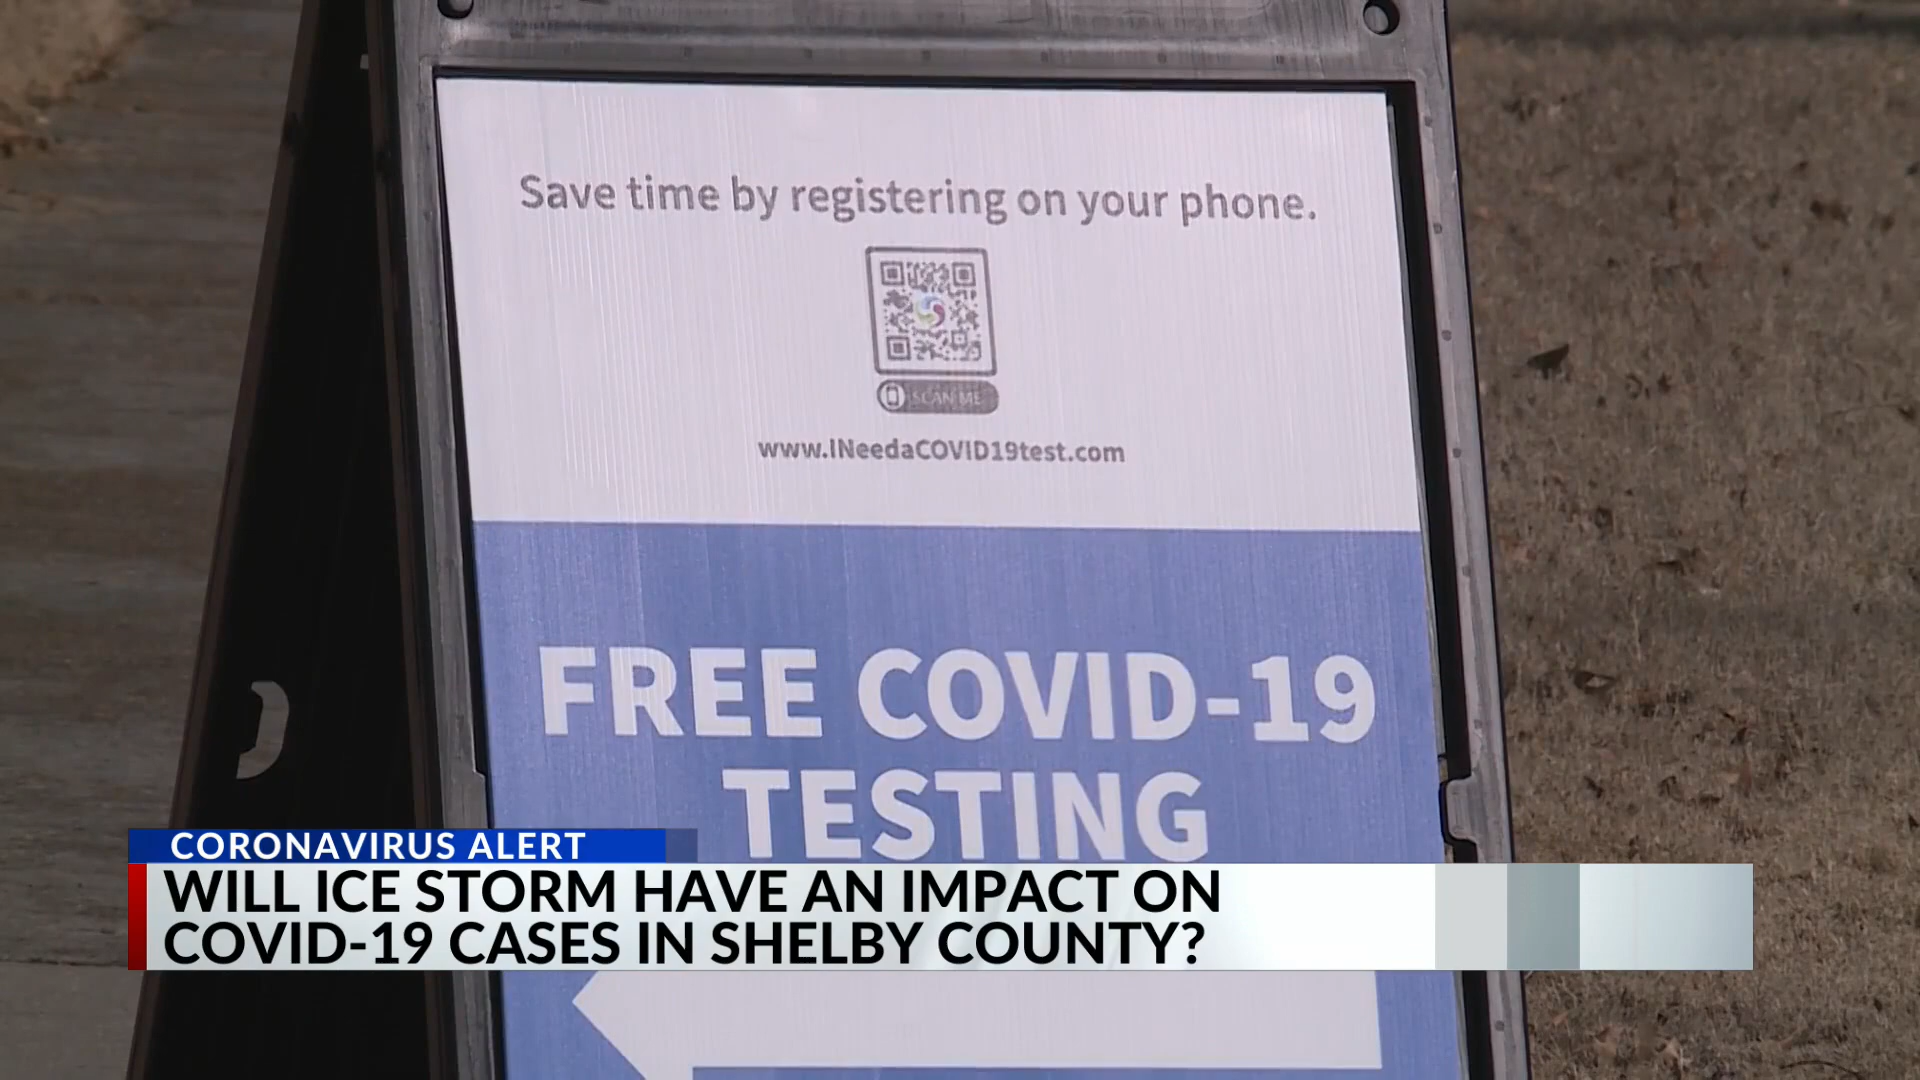 Save time by registering on your phone.
SCAN ME
www.INeedaCOVID19test.com
FREE COVID-19
TESTING
CORONAVIRUS ALERT
WILL ICE STORM HAVE AN IMPACT ON
COVID-19 CASES IN SHELBY COUNTY?